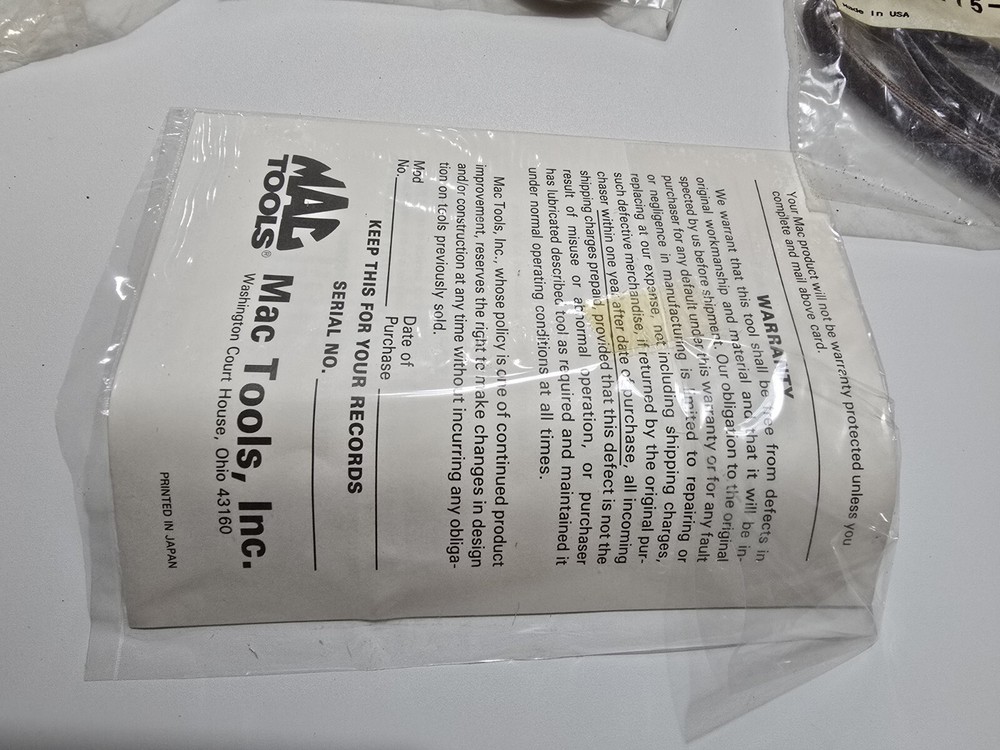 Your Mac product will not be warranty protected unless you
complete and mail above card.
WARRANTY
We warrant that this tool shall be free from defects in
original workmanship and material and that it will be in-
spected by us before shipment. Our obligation to the original
purchaser for any default under this warranty or for any fault
or negligence in manufacturing is limited to repairing or
replacing at our expense, not including shipping charges,
such defective merchandise, if returned by the original pur-
chaser within one year after date of purchase, all incoming
shipping charges prepaid, provided that this defect is not the
result of misuse or abnormal operation, or purchaser
has lubricated described tool as required and maintained it
under normal operating conditions at all times.
Mac Tools, Inc., whose policy is one of continued product
improvement, reserves the right to make changes in design
and/or construction at any time without incurring any obliga-
tion on tools previously sold.
Mod
No.
Date of
Purchase
KEEP THIS FOR YOUR RECORDS
SERIAL NO.
MAC
TOOLS®
Mac Tools, Inc.
Washington Court House, Ohio 43160
PRINTED IN JAPAN
Made In USA